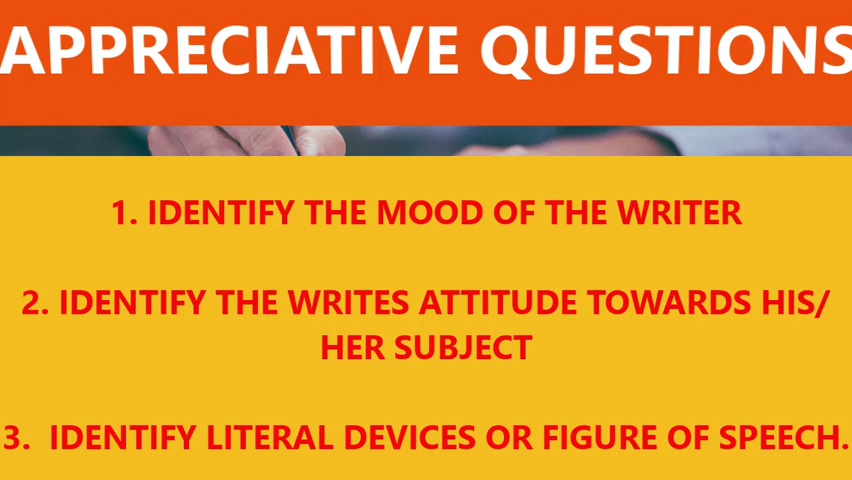 APPRECIATIVE QUESTIONS
1. IDENTIFY THE MOOD OF THE WRITER
2. IDENTIFY THE WRITES ATTITUDE TOWARDS HIS/
HER SUBJECT
3. IDENTIFY LITERAL DEVICES OR FIGURE OF SPEECH.